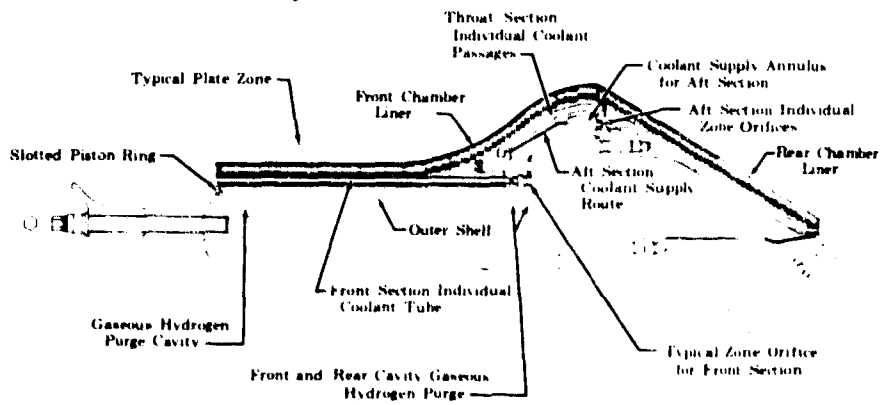 Throat Section
Individual Coolant
Passages
Coolant Supply Annulus
for Aft Section
Typical Plate Zone
Front Chamber
Liner
Aft Section Individual
Zone Orifices
Slotted Piston Ring
Rear Chamber
Liner
Aft Section
Coolant Supply
Route
Outer Shell
Front Section Individual
Coolant Tube
Gaseous Hydrogen
Purge Cavity
Typical Zone Orifice
for Front Section
Front and Rear Cavity Gaseous
Hydrogen Purge